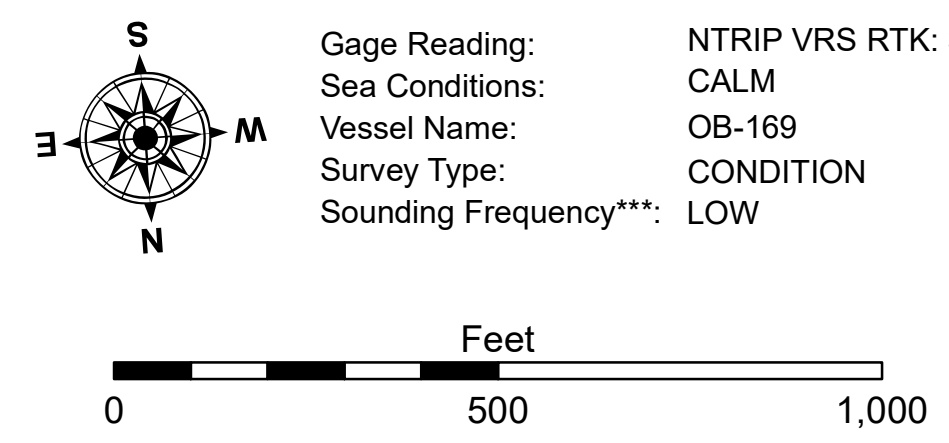 S
E W
N
Gage Reading: NTRIP VRS RTK:
Sea Conditions: CALM
Vessel Name: OB-169
Survey Type: CONDITION
Sounding Frequency***: LOW
Feet
0 500 1,000